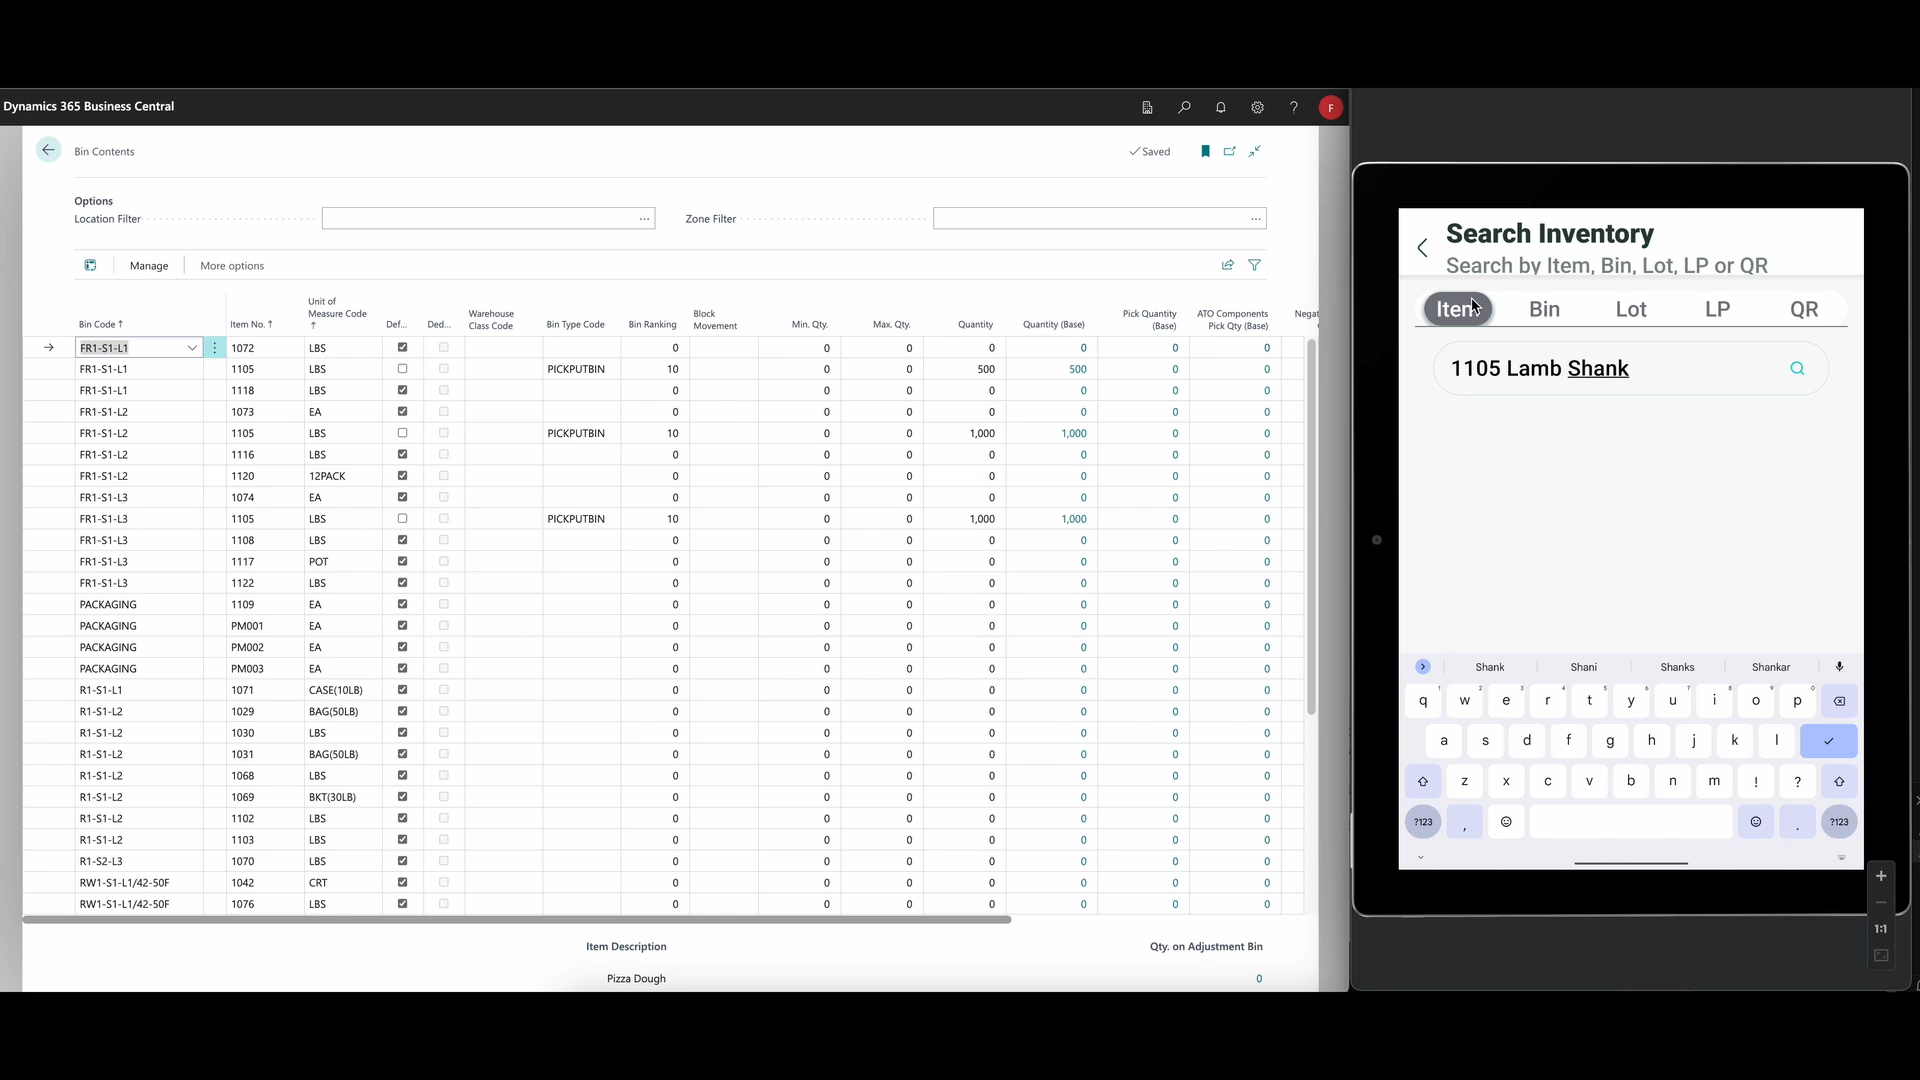 Dynamics 365 Business Central
F
Bin Contents
Saved
Options
Location Filter
Zone Filter
Manage
More options
Bin Code ↑ Item No. ↑ Unit of Measure Code ↑ Def... Ded... Warehouse Class Code Bin Type Code Bin Ranking Block Movement Min. Qty. Max. Qty. Quantity Quantity (Base) Pick Quantity (Base) ATO Components Pick Qty (Base) Negat
FR1-S1-L1 1072 LBS 0 0 0 0 0 0 0
FR1-S1-L1 1105 LBS PICKPUTBIN 10 0 0 500 500 0 0
FR1-S1-L1 1118 LBS 0 0 0 0 0 0 0
FR1-S1-L2 1073 EA 0 0 0 0 0 0 0
FR1-S1-L2 1105 LBS PICKPUTBIN 10 0 0 1,000 1,000 0 0
FR1-S1-L2 1116 LBS 0 0 0 0 0 0 0
FR1-S1-L2 1120 12PACK 0 0 0 0 0 0 0
FR1-S1-L3 1074 EA 0 0 0 0 0 0 0
FR1-S1-L3 1105 LBS PICKPUTBIN 10 0 0 1,000 1,000 0 0
FR1-S1-L3 1108 LBS 0 0 0 0 0 0 0
FR1-S1-L3 1117 POT 0 0 0 0 0 0 0
FR1-S1-L3 1122 LBS 0 0 0 0 0 0 0
PACKAGING 1109 EA 0 0 0 0 0 0 0
PACKAGING PM001 EA 0 0 0 0 0 0 0
PACKAGING PM002 EA 0 0 0 0 0 0 0
PACKAGING PM003 EA 0 0 0 0 0 0 0
R1-S1-L1 1071 CASE(10LB) 0 0 0 0 0 0 0
R1-S1-L2 1029 BAG(50LB) 0 0 0 0 0 0 0
R1-S1-L2 1030 LBS 0 0 0 0 0 0 0
R1-S1-L2 1031 BAG(50LB) 0 0 0 0 0 0 0
R1-S1-L2 1068 LBS 0 0 0 0 0 0 0
R1-S1-L2 1069 BKT(30LB) 0 0 0 0 0 0 0
R1-S1-L2 1102 LBS 0 0 0 0 0 0 0
R1-S1-L2 1103 LBS 0 0 0 0 0 0 0
R1-S2-L3 1070 LBS 0 0 0 0 0 0 0
RW1-S1-L1/42-50F 1042 CRT 0 0 0 0 0 0 0
RW1-S1-L1/42-50F 1076 LBS 0 0 0 0 0 0 0
Item Description Qty. on Adjustment Bin
Pizza Dough 0
Search Inventory
Search by Item, Bin, Lot, LP or QR
Item Bin Lot LP QR
1105 Lamb Shank
Shank Shani Shanks Shankar
q 1 w 2 e 3 r 4 t 5 y 6 u 7 i 8 o 9 p 0
a s d f g h j k l
z x c v b n m ! ?
?123 , . ?123
1:1